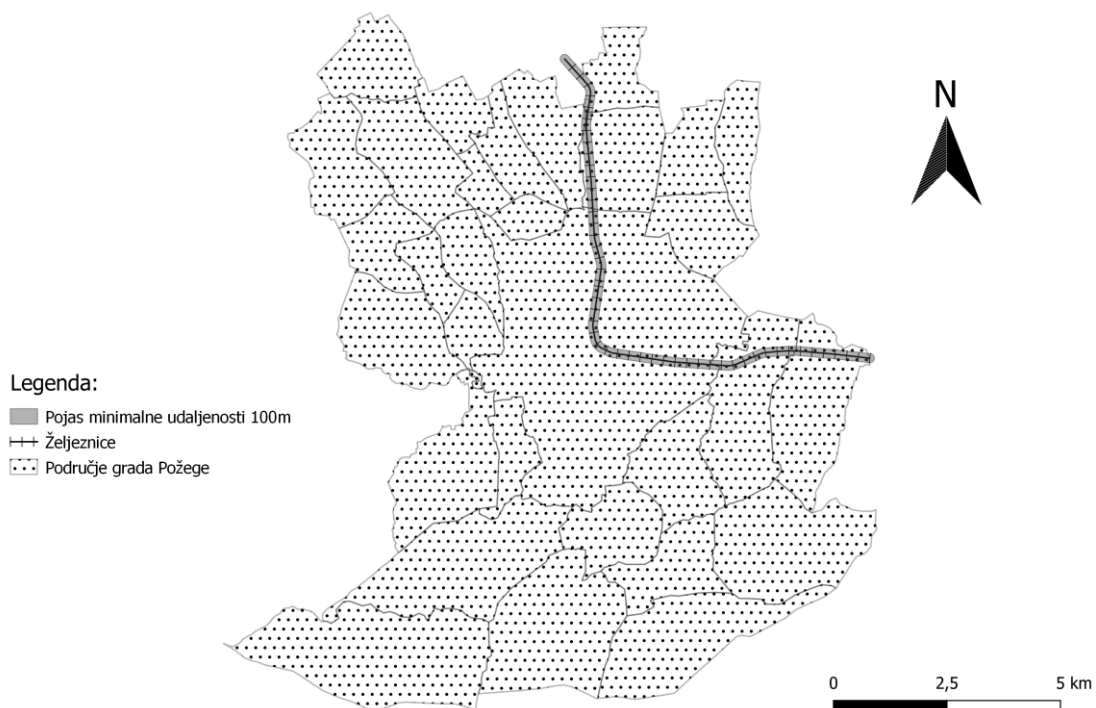 N
Legenda:
Pojas minimalne udaljenosti 100m
Željeznice
Područje grada Požege
0 2,5 5 km